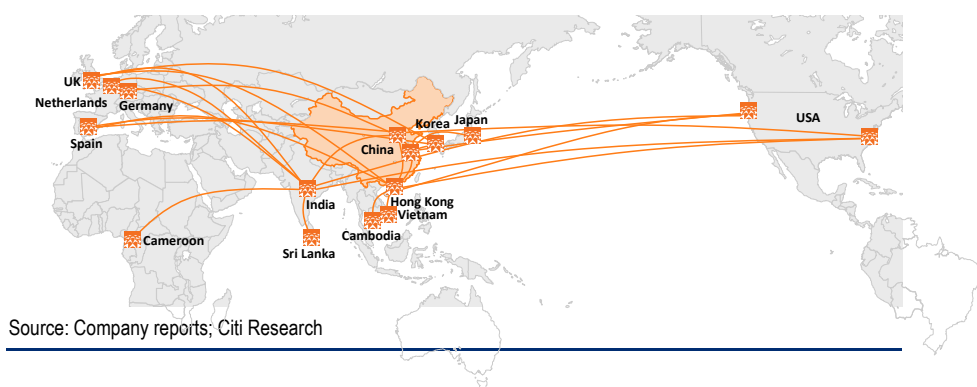 UK
Netherlands
Germany
Spain
Korea
Japan
China
USA
India
Hong Kong
Vietnam
Cambodia
Cameroon
Sri Lanka
Source: Company reports; Citi Research